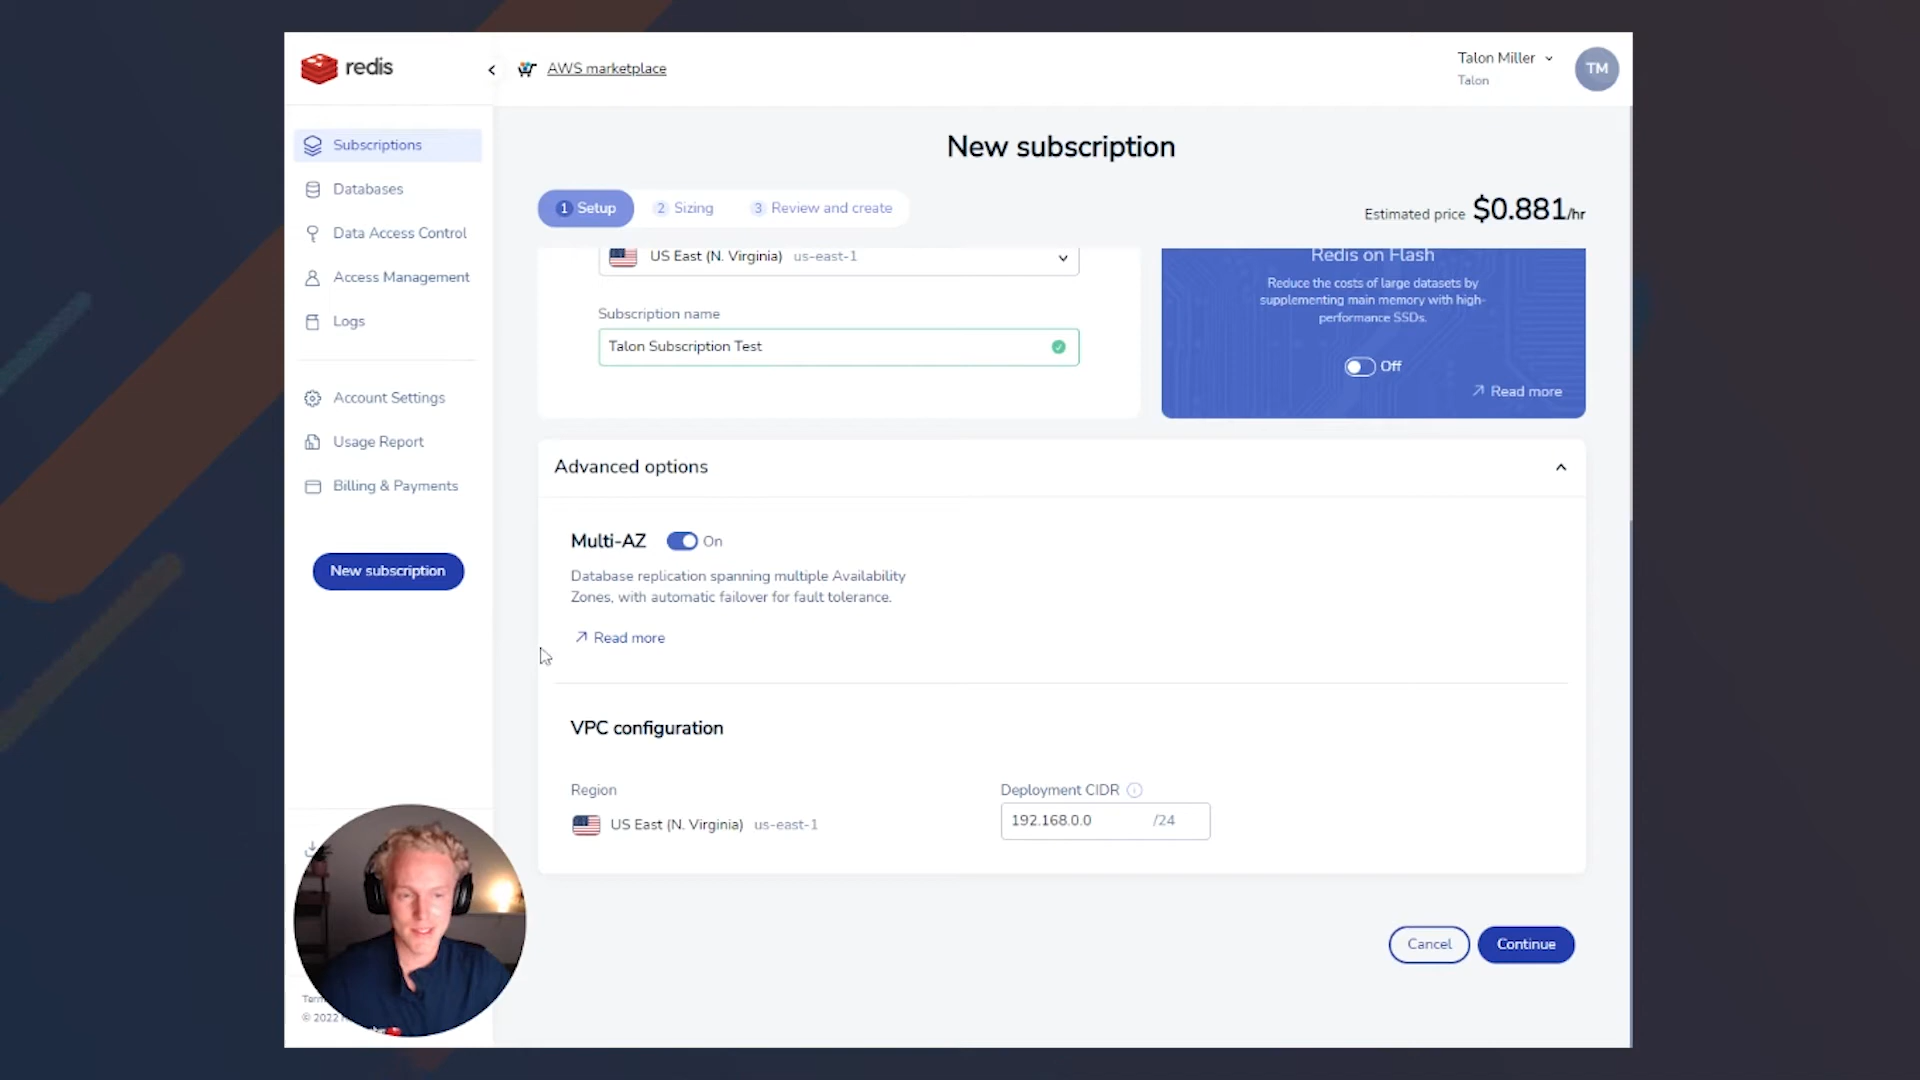 redis
AWS marketplace
Talon Miller
Talon
TM
Subscriptions
Databases
Data Access Control
Access Management
Logs
Account Settings
Usage Report
Billing & Payments
New subscription
New subscription
1 Setup
2 Sizing
3 Review and create
Estimated price $0.881/hr
US East (N. Virginia) us-east-1
Subscription name
Talon Subscription Test
Redis on Flash
Reduce the costs of large datasets by
supplementing main memory with high-
performance SSDs.
Off
Read more
Advanced options
Multi-AZ On
Database replication spanning multiple Availability
Zones, with automatic failover for fault tolerance.
Read more
VPC configuration
Region
US East (N. Virginia) us-east-1
Deployment CIDR
192.168.0.0 /24
Cancel
Continue
© 2022